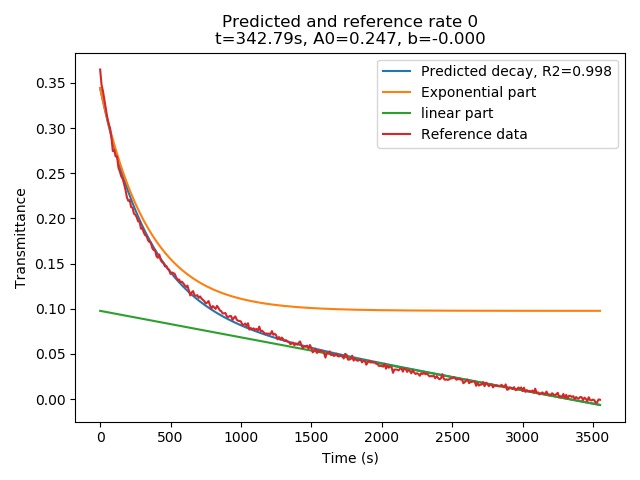 Predicted and reference rate 0
t=342.79s, A0=0.247, b=-0.000
Predicted decay, R2=0.998
Exponential part
linear part
Reference data
Transmittance
0.35
0.30
0.25
0.20
0.15
0.10
0.05
0.00
0 500 1000 1500 2000 2500 3000 3500
Time (s)